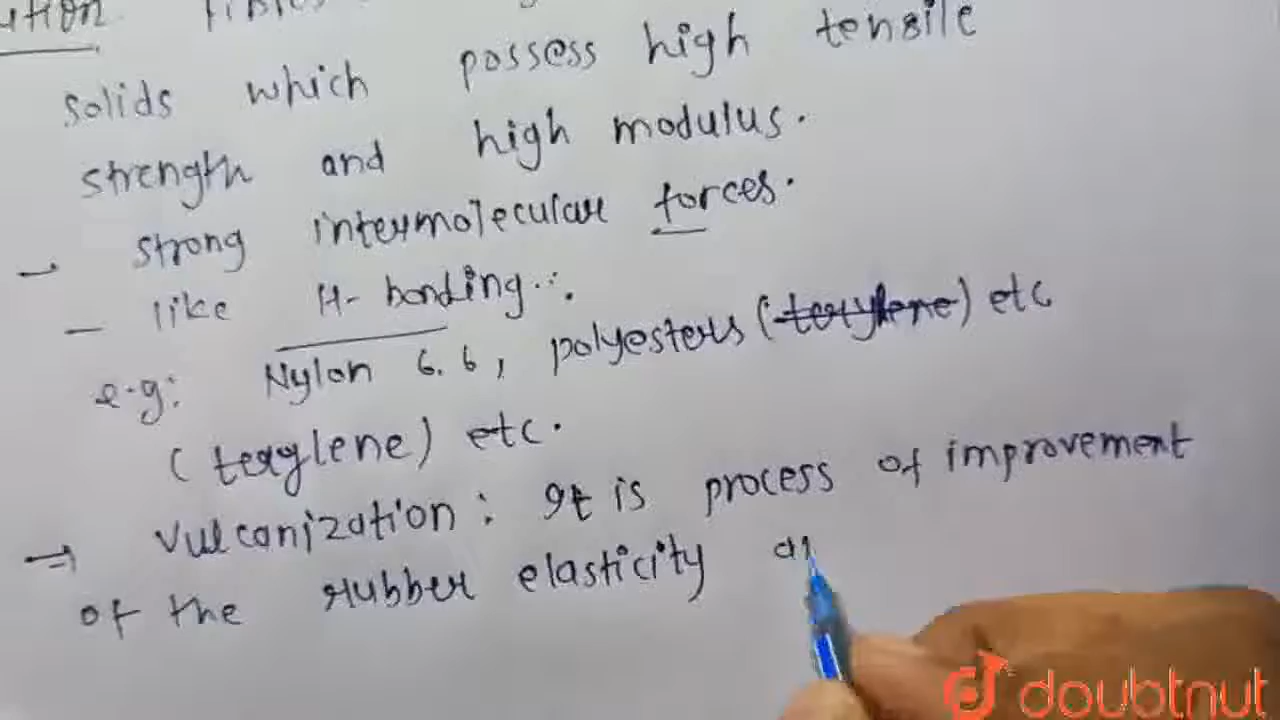 solids which possess high tensile
strength and high modulus.
- strong intermolecular forces.
- like H-bonding...
e.g: Nylon 6.6, polyesters (terylene) etc
(terylene) etc.
⇒ Vulcanization: It is process of improvement
of the rubber elasticity an
doubtnut